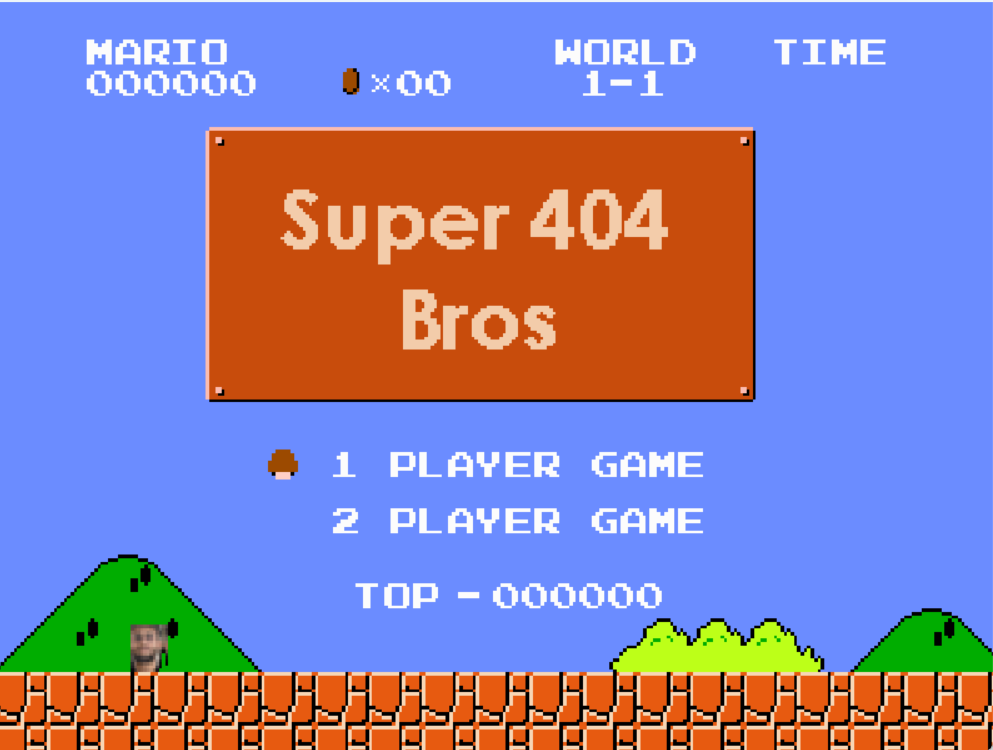 MARIO WORLD TIME
000000 ×00 1-1
Super 404
Bros
1 PLAYER GAME
2 PLAYER GAME
TOP - 000000